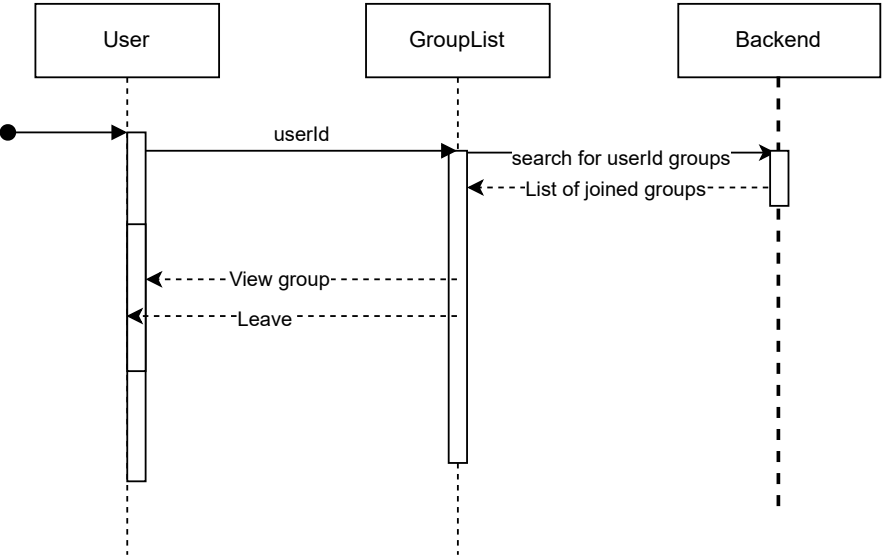 User
GroupList
Backend
userId
search for userId groups
List of joined groups
View group
Leave